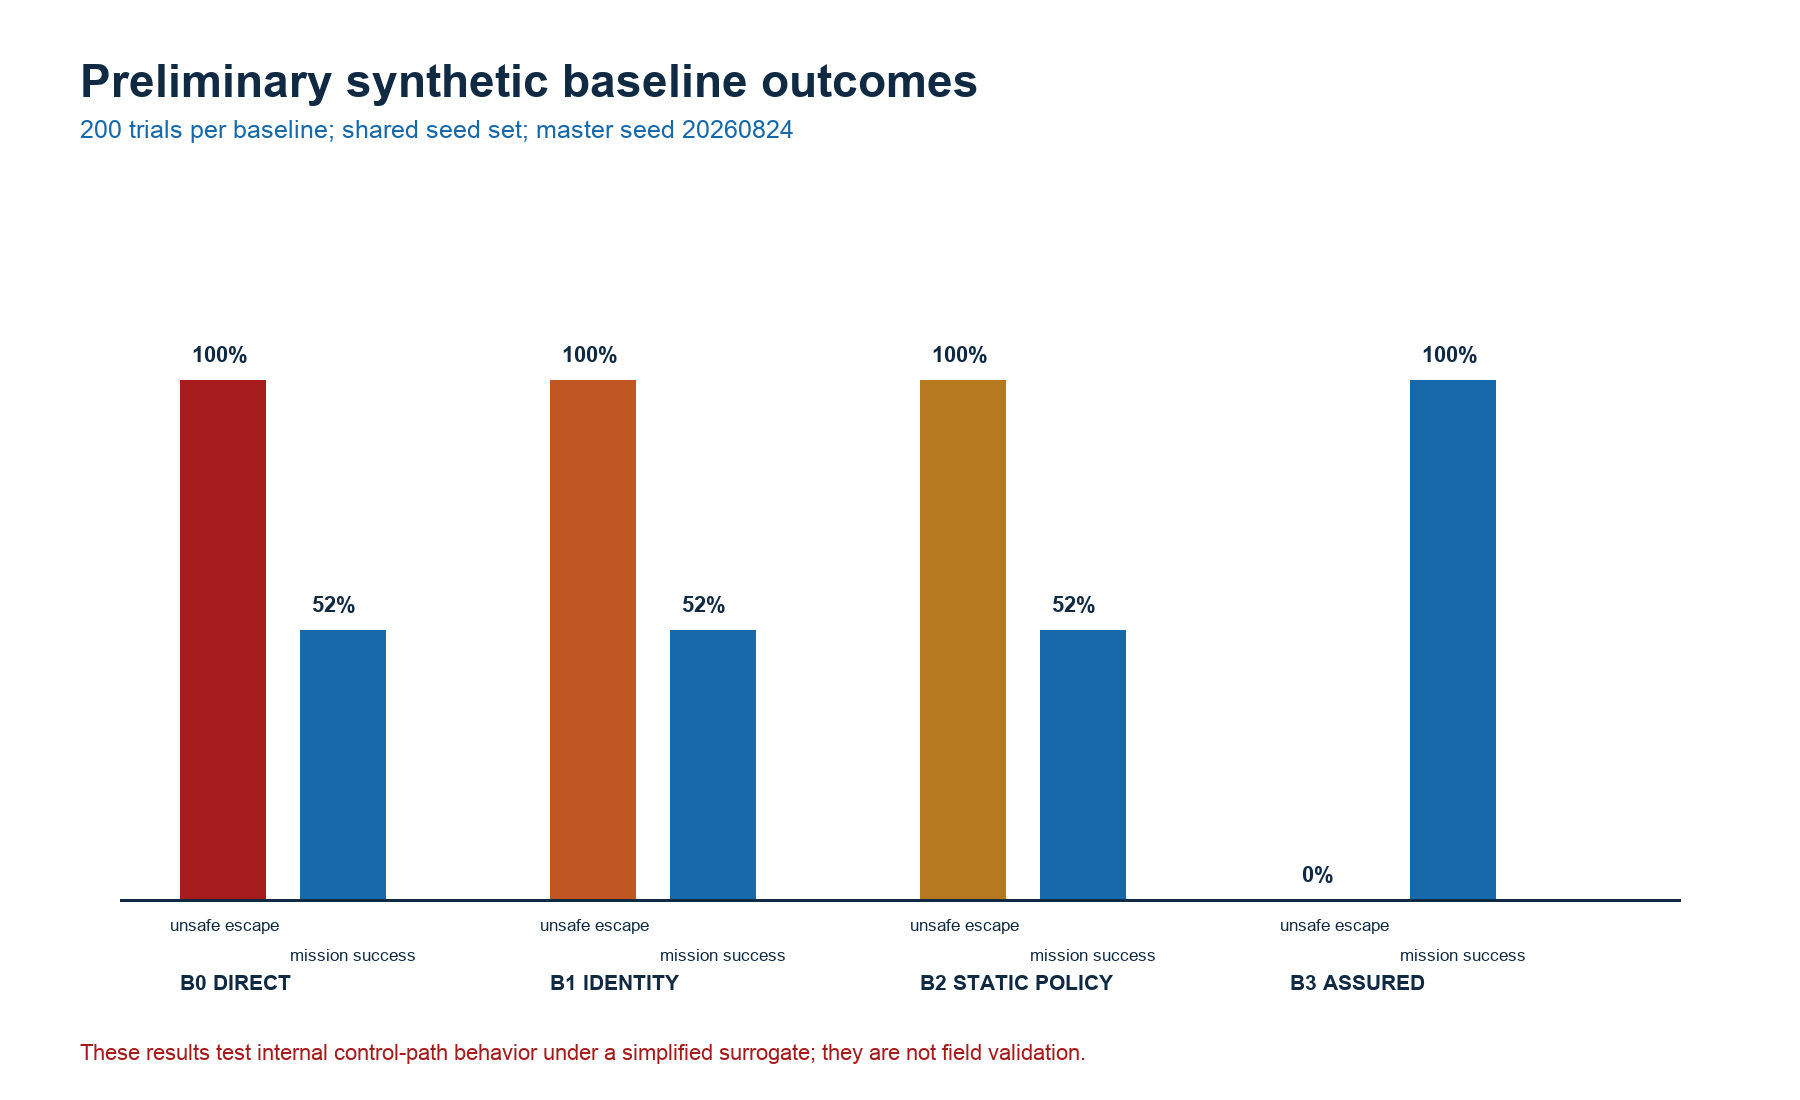 Preliminary synthetic baseline outcomes
200 trials per baseline; shared seed set; master seed 20260824
100%
100%
100%
100%
52%
52%
52%
0%
unsafe escape
unsafe escape
unsafe escape
unsafe escape
mission success
mission success
mission success
mission success
B0 DIRECT
B1 IDENTITY
B2 STATIC POLICY
B3 ASSURED
These results test internal control-path behavior under a simplified surrogate; they are not field validation.